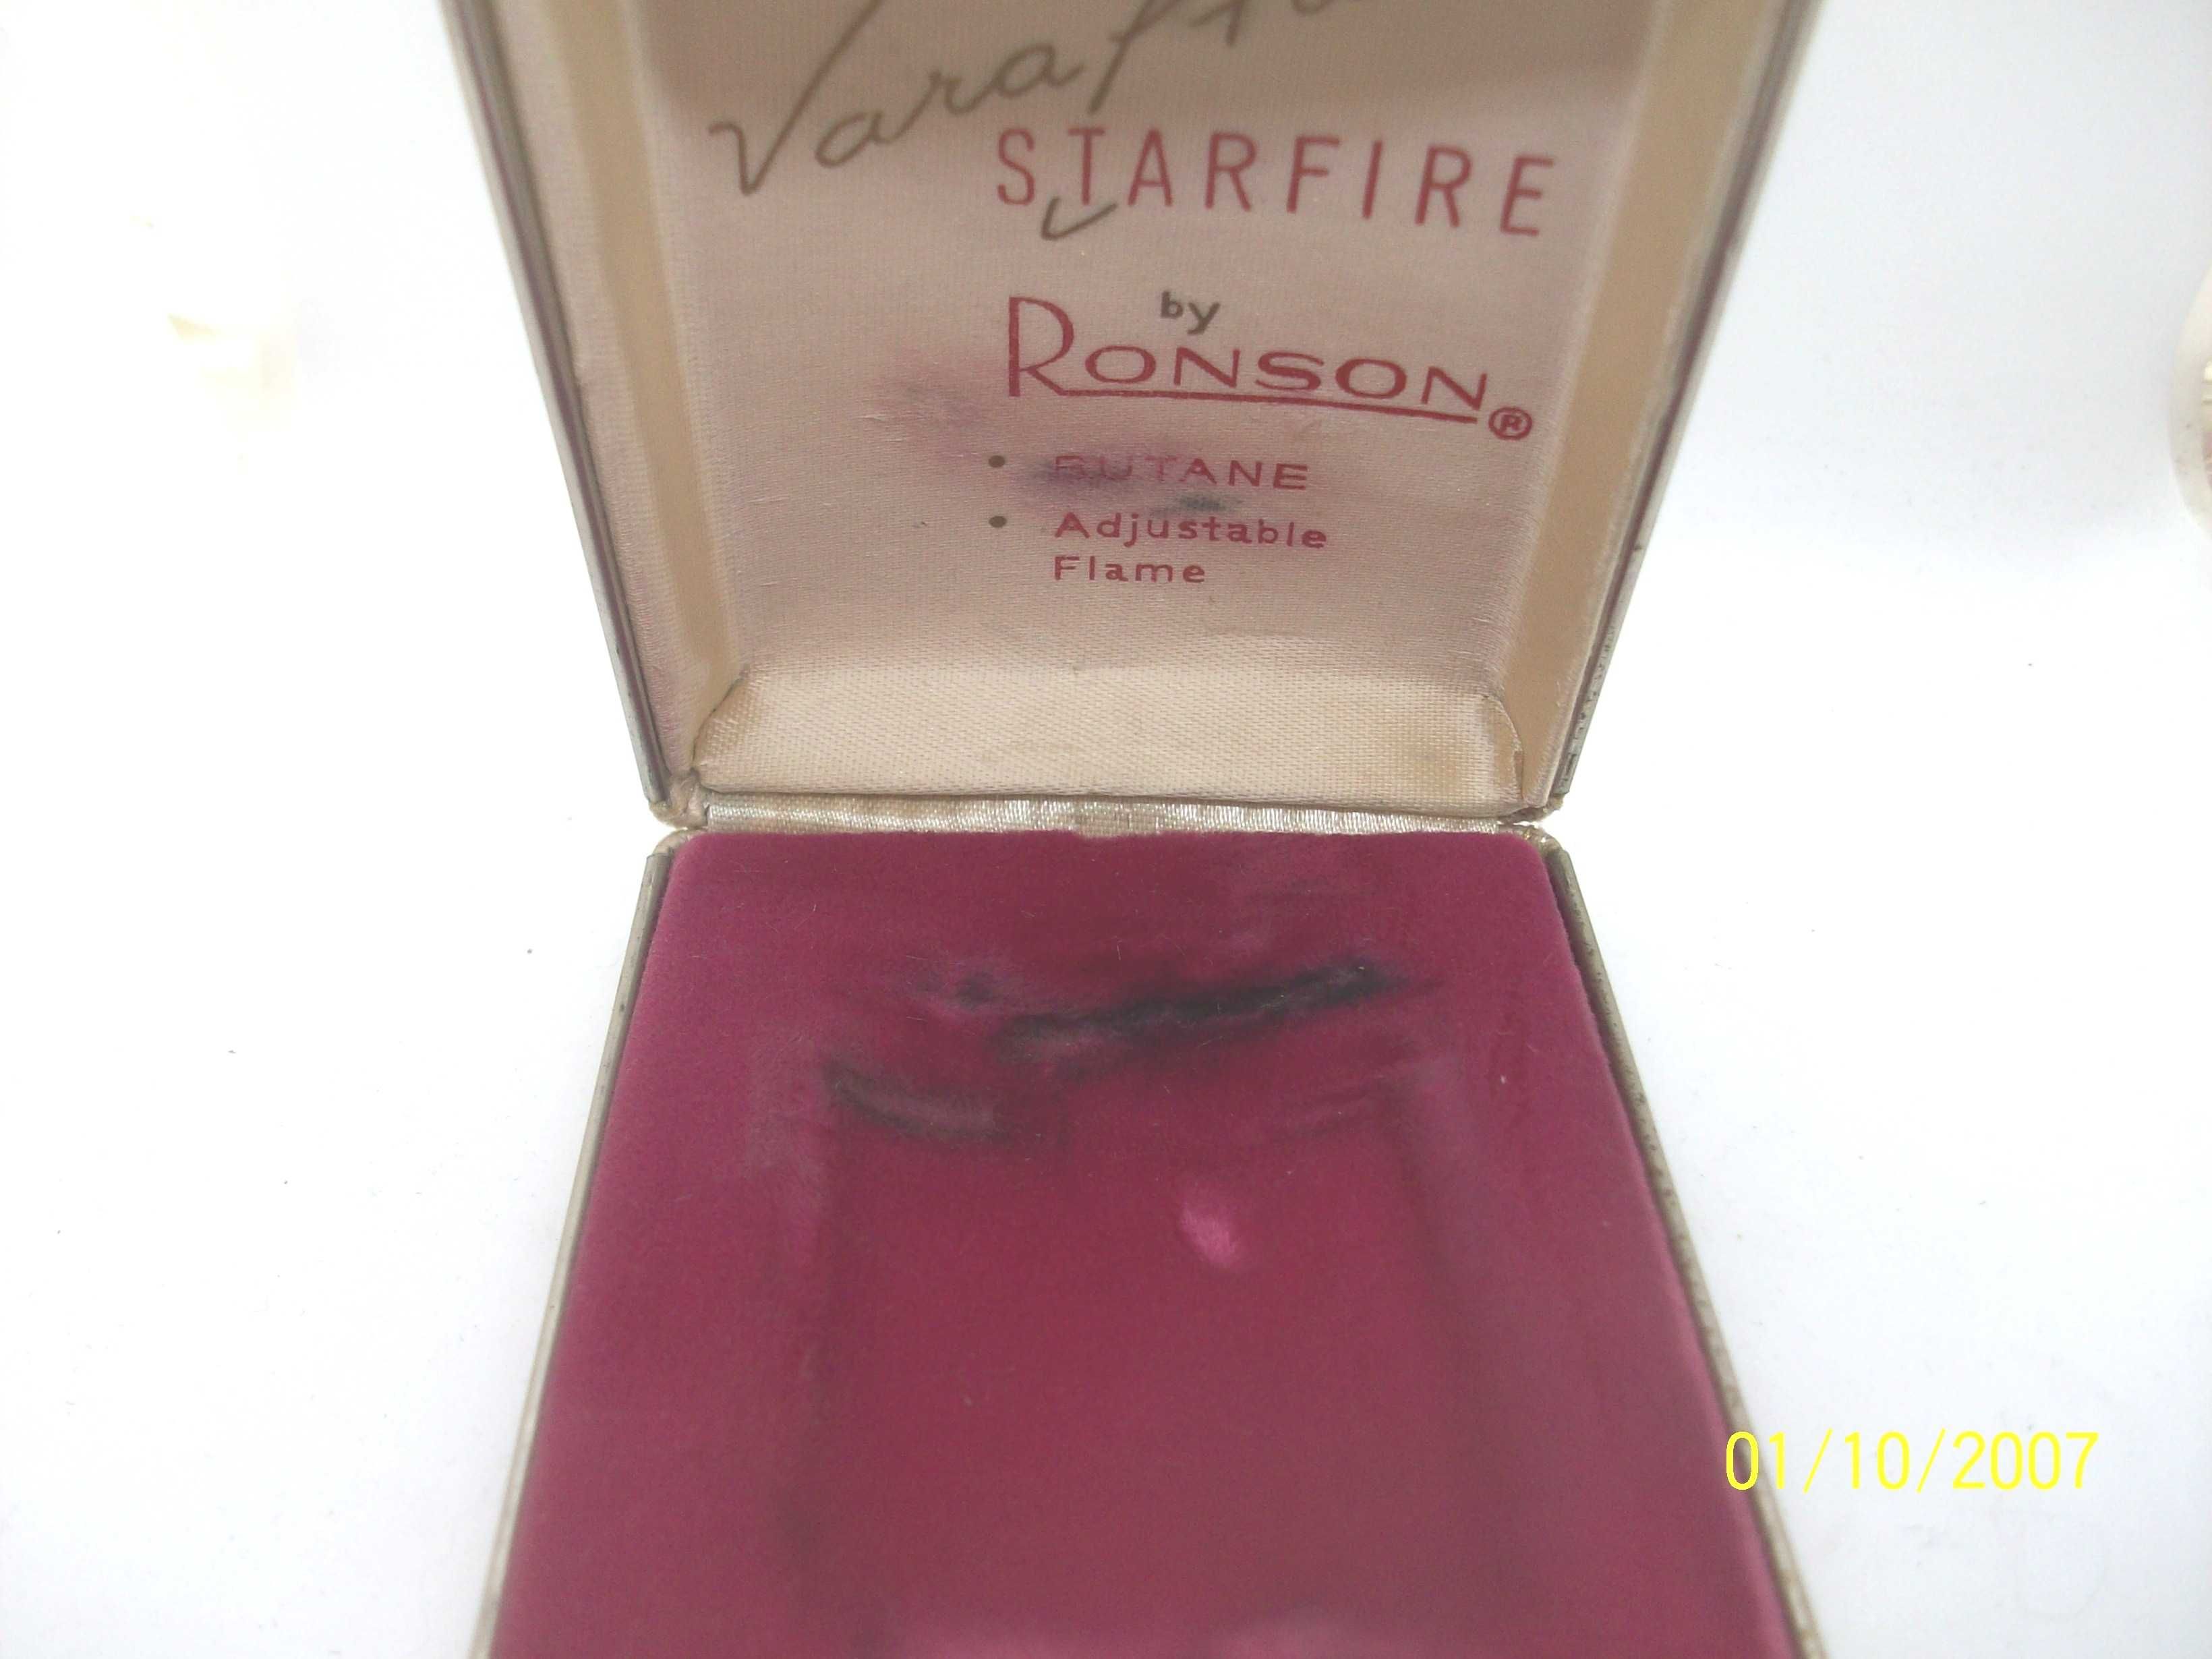 STARFIRE
by
RONSON®
• BUTANE
• Adjustable
Flame
01/10/2007